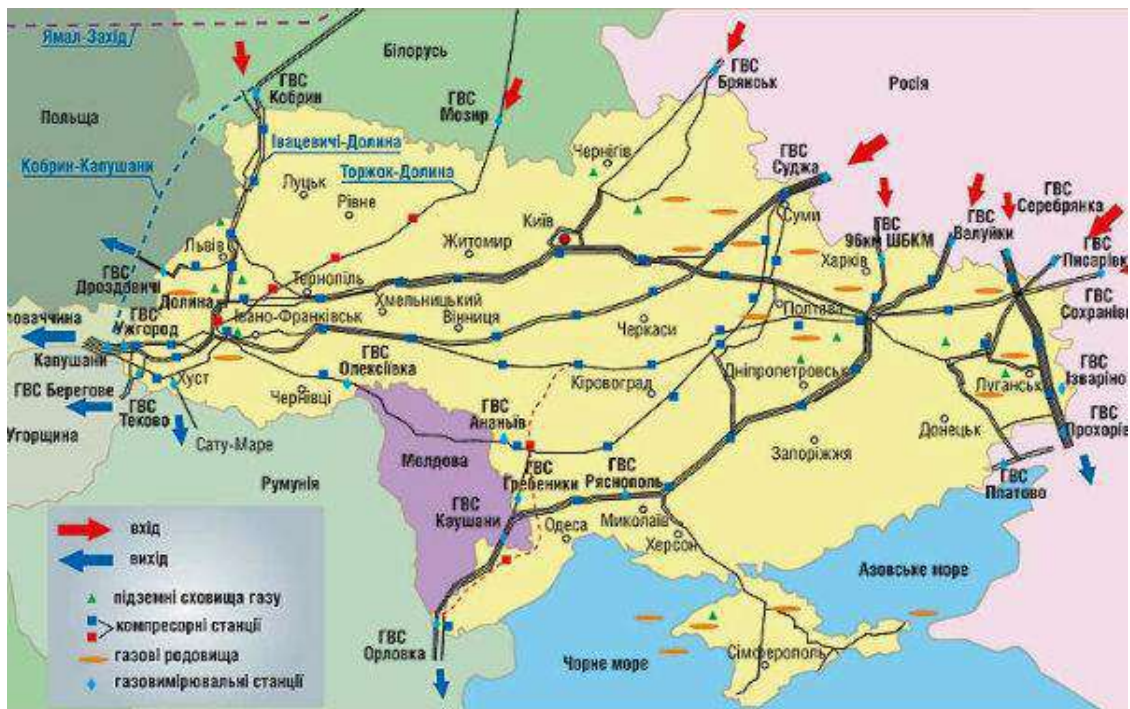 Ямал-Захід
Білорусь
ГВС
Брянськ
Росія
ГВС
Кобрин
ГВС
Мозир
Польща
Івацевичі-Долина
Чернігів
ГВС
Суджа
Кобрин-Капушани
Торжок-Долина
Луцьк
Рівне
Київ
Суми
ГВС
96км ШБКМ
ГВС
Валуйки
ГВС
Серебрянка
ГВС
Писарівк
Львів
Житомир
Харків
ГВС
Дроздовичі
Тернопіль
Долина
Хмельницький
Полтава
ГВС
Сохранівк
ГВС
Ужгород
Івано-Франківськ
Вінниця
Черкаси
ловаччина
Капушани
Хуст
ГВС
Олексіївка
Кіровоград
Дніпропетровськ
Луганськ
ГВС
Ізваріно
ГВС Берегове
ГВС
Теково
Чернівці
ГВС
Ананьїв
Донецьк
ГВС
Прохорів
Угорщина
Сату-Маре
Молдова
Запоріжжя
Румунія
ГВС
Гребеники
ГВС
Ряснополь
ГВС
Платово
ГВС
Каушани
Одеса
Миколаїв
Херсон
вхід
вихід
Азовське море
підземні сховища газу
компресорні станції
газові родовища
газовимірювальні станції
ГВС
Орловка
Чорне море
Сімферополь